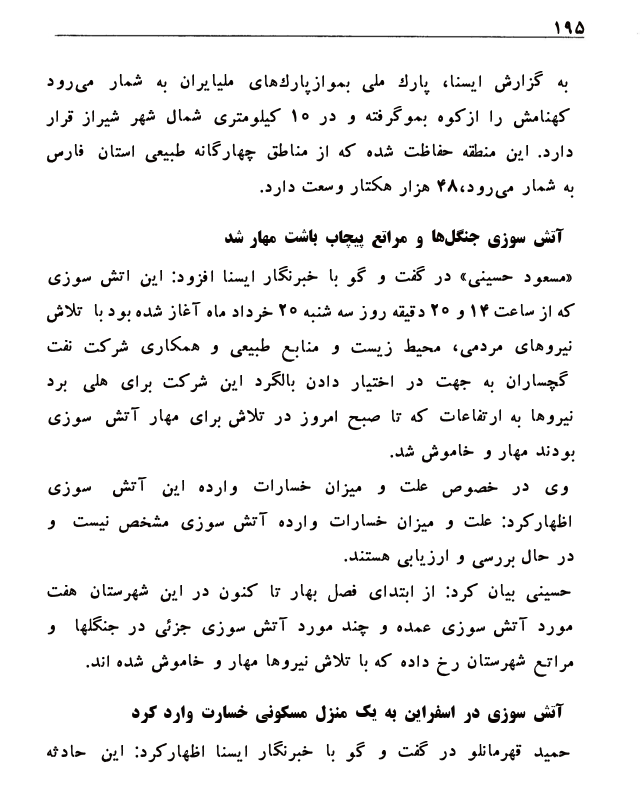 ۱۹۵
به گزارش ایسنا، پارک ملی بموازپارک‌های ملیایران به شمار می‌رود
کهنامش را ازکوه بموگرفته و در ۱۰ کیلومتری شمال شهر شیراز قرار
دارد. این منطقه حفاظت شده که از مناطق چهارگانه طبیعی استان فارس
به شمار می‌رود،۴۸ هزار هکتار وسعت دارد.
آتش سوزی جنگل‌ها و مراتع پیچاب باشت مهار شد
«مسعود حسینی» در گفت و گو با خبرنگار ایسنا افزود: این اتش سوزی
که از ساعت ۱۴ و ۲۰ دقیقه روز سه شنبه ۲۰ خرداد ماه آغاز شده بود با تلاش
نیروهای مردمی، محیط زیست و منابع طبیعی و همکاری شرکت نفت
گچساران به جهت در اختیار دادن بالگرد این شرکت برای هلی برد
نیروها به ارتفاعات که تا صبح امروز در تلاش برای مهار آتش سوزی
بودند مهار و خاموش شد.
وی در خصوص علت و میزان خسارات وارده این آتش سوزی
اظهارکرد: علت و میزان خسارات وارده آتش سوزی مشخص نیست و
در حال بررسی و ارزیابی هستند.
حسینی بیان کرد: از ابتدای فصل بهار تا کنون در این شهرستان هفت
مورد آتش سوزی عمده و چند مورد آتش سوزی جزئی در جنگلها و
مراتع شهرستان رخ داده که با تلاش نیروها مهار و خاموش شده اند.
آتش سوزی در اسفراین به یک منزل مسکونی خسارت وارد کرد
حمید قهرمانلو در گفت و گو با خبرنگار ایسنا اظهارکرد: این حادثه